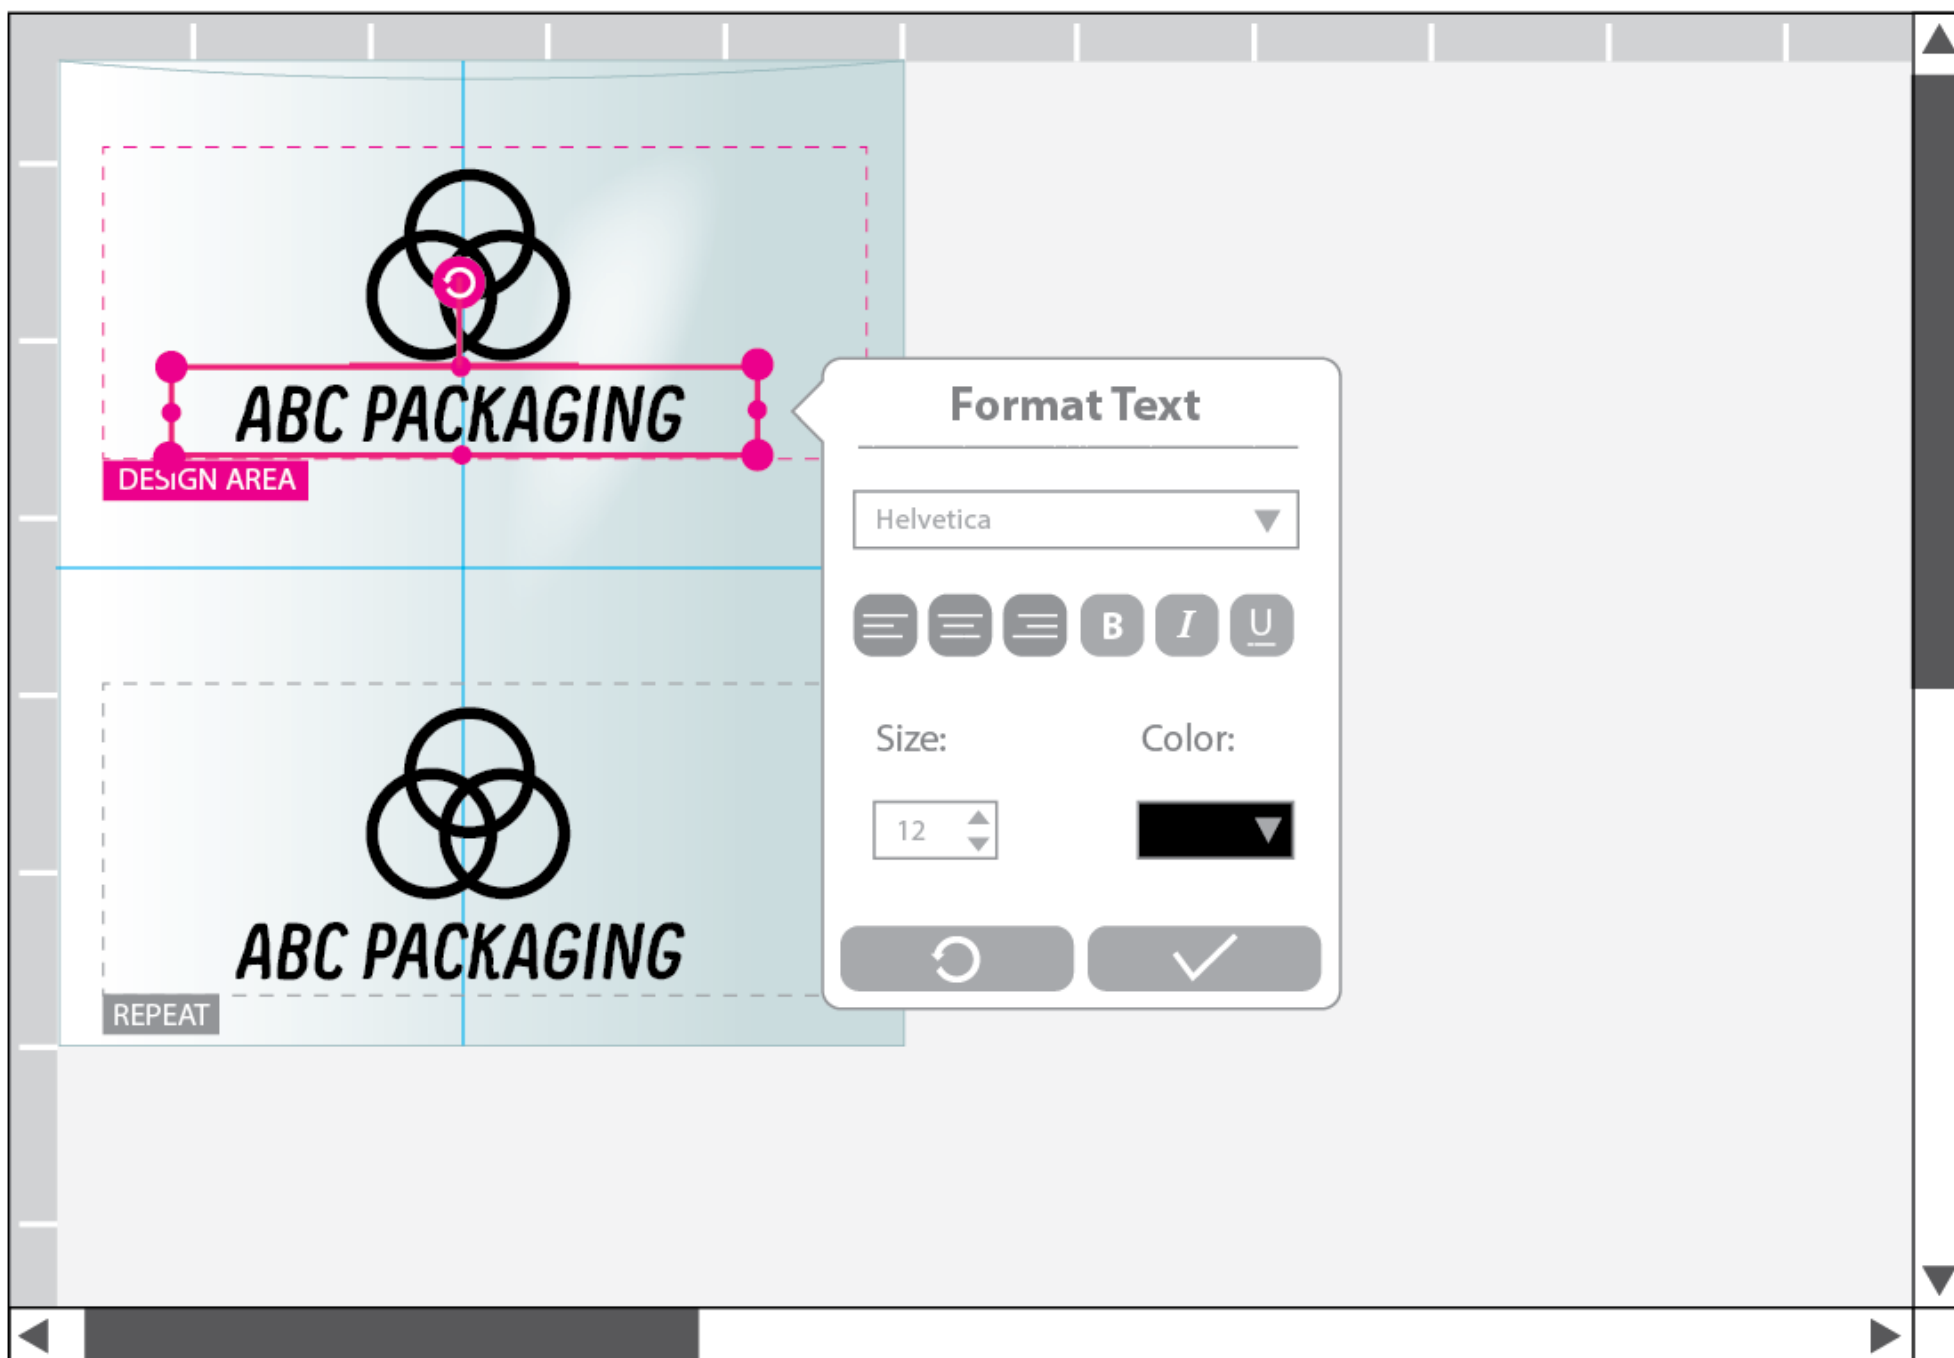 ABC PACKAGING
DESIGN AREA
Format Text
Helvetica
B I U
Size:
Color:
12
ABC PACKAGING
REPEAT